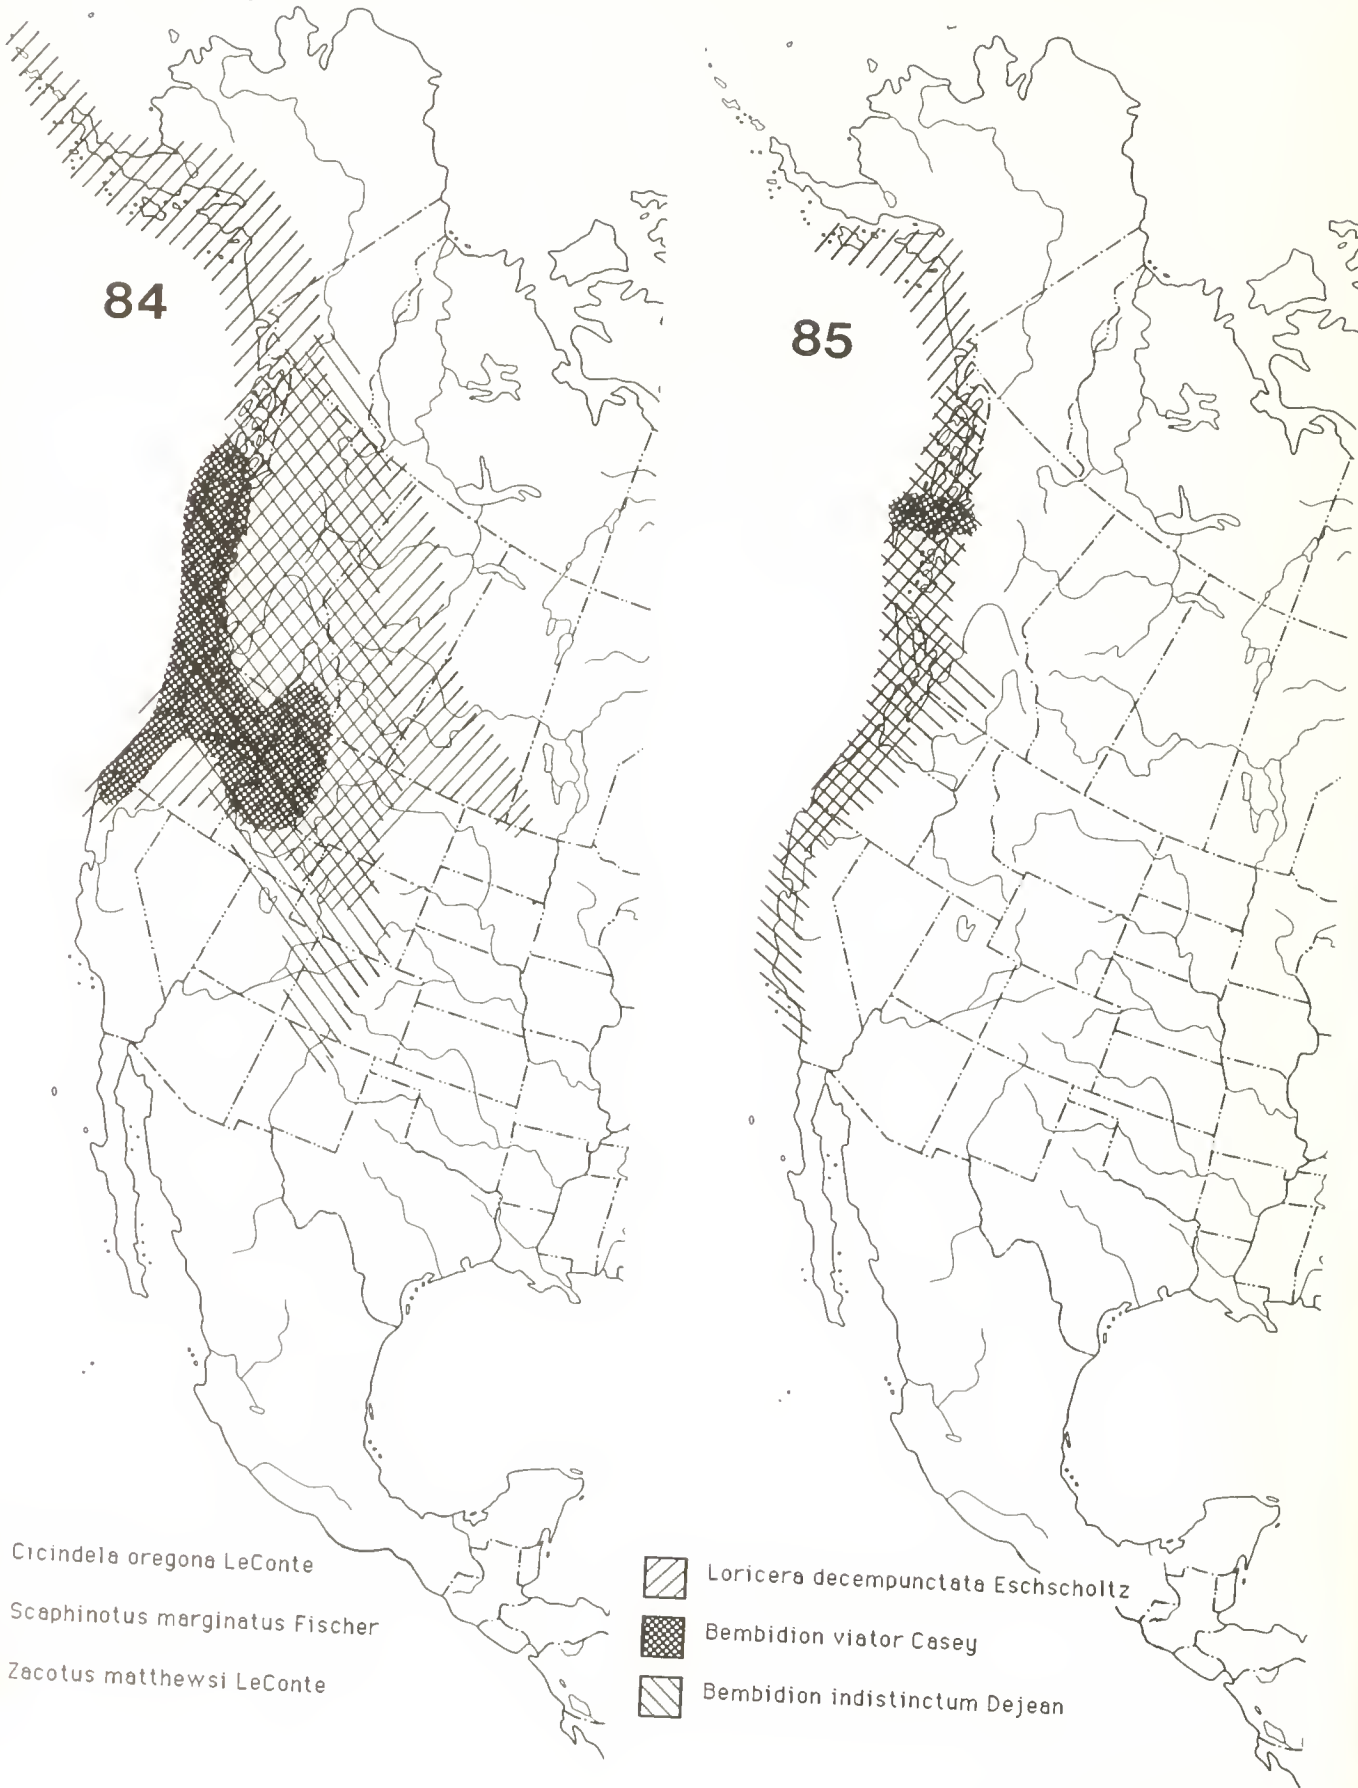 84
85
Cicindela oregona LeConte
Scaphinotus marginatus Fischer
Zacotus matthewsi LeConte
Loricera decempunctata Eschscholtz
Bembidion viator Casey
Bembidion indistinctum Dejean